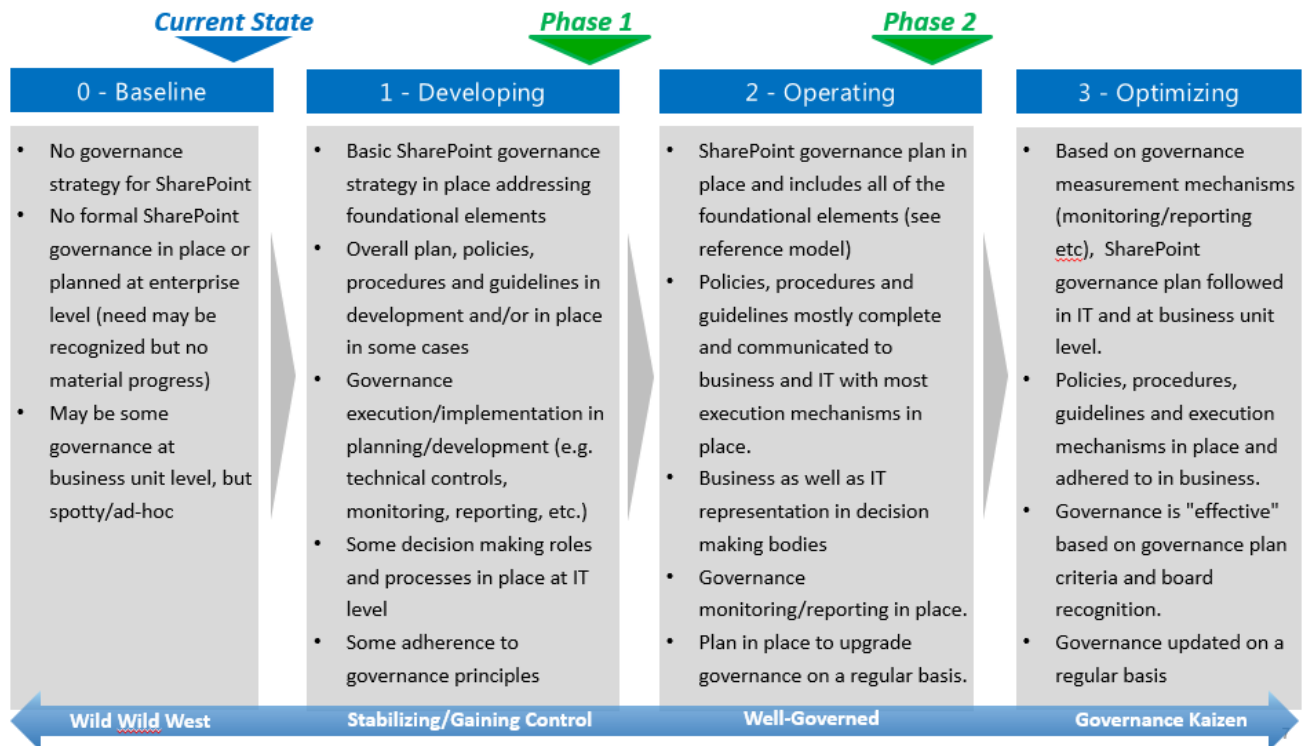 Current State
Phase 1
Phase 2
0 - Baseline
1 - Developing
2 - Operating
3 - Optimizing
• No governance
strategy for SharePoint
• No formal SharePoint
governance in place or
planned at enterprise
level (need may be
recognized but no
material progress)
• May be some
governance at
business unit level, but
spotty/ad-hoc
• Basic SharePoint governance
strategy in place addressing
foundational elements
• Overall plan, policies,
procedures and guidelines in
development and/or in place
in some cases
• Governance
execution/implementation in
planning/development (e.g.
technical controls,
monitoring, reporting, etc.)
• Some decision making roles
and processes in place at IT
level
• Some adherence to
governance principles
• SharePoint governance plan in
place and includes all of the
foundational elements (see
reference model)
• Policies, procedures and
guidelines mostly complete
and communicated to
business and IT with most
execution mechanisms in
place.
• Business as well as IT
representation in decision
making bodies
• Governance
monitoring/reporting in place.
• Plan in place to upgrade
governance on a regular basis.
• Based on governance
measurement mechanisms
(monitoring/reporting
etc), SharePoint
governance plan followed
in IT and at business unit
level.
• Policies, procedures,
guidelines and execution
mechanisms in place and
adhered to in business.
• Governance is "effective"
based on governance plan
criteria and board
recognition.
• Governance updated on a
regular basis
Wild Wild West
Stabilizing/Gaining Control
Well-Governed
Governance Kaizen